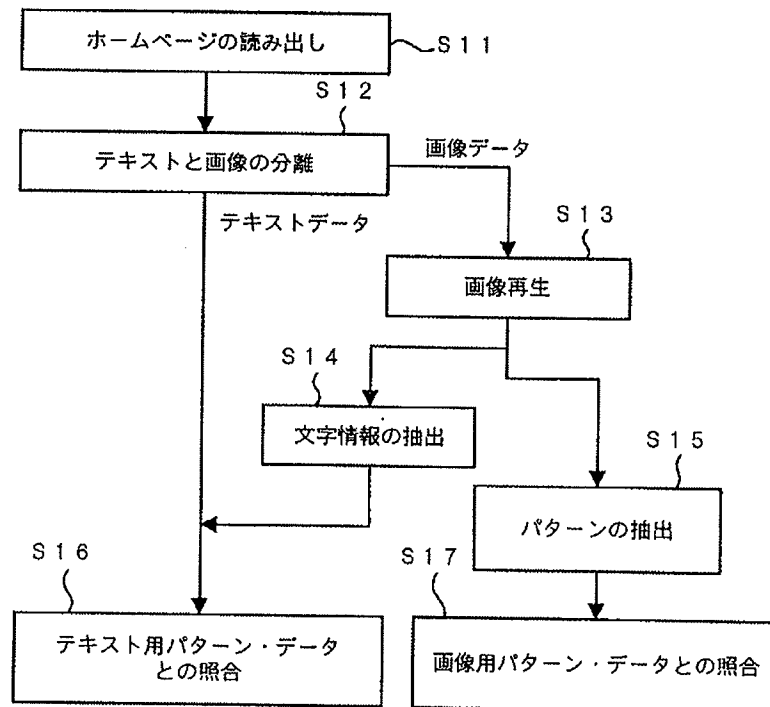 ホームページの読み出し
S11
S12
テキストと画像の分離
画像データ
テキストデータ
S13
画像再生
S14
文字情報の抽出
S15
パターンの抽出
S16
S17
テキスト用パターン・データ
との照合
画像用パターン・データとの照合